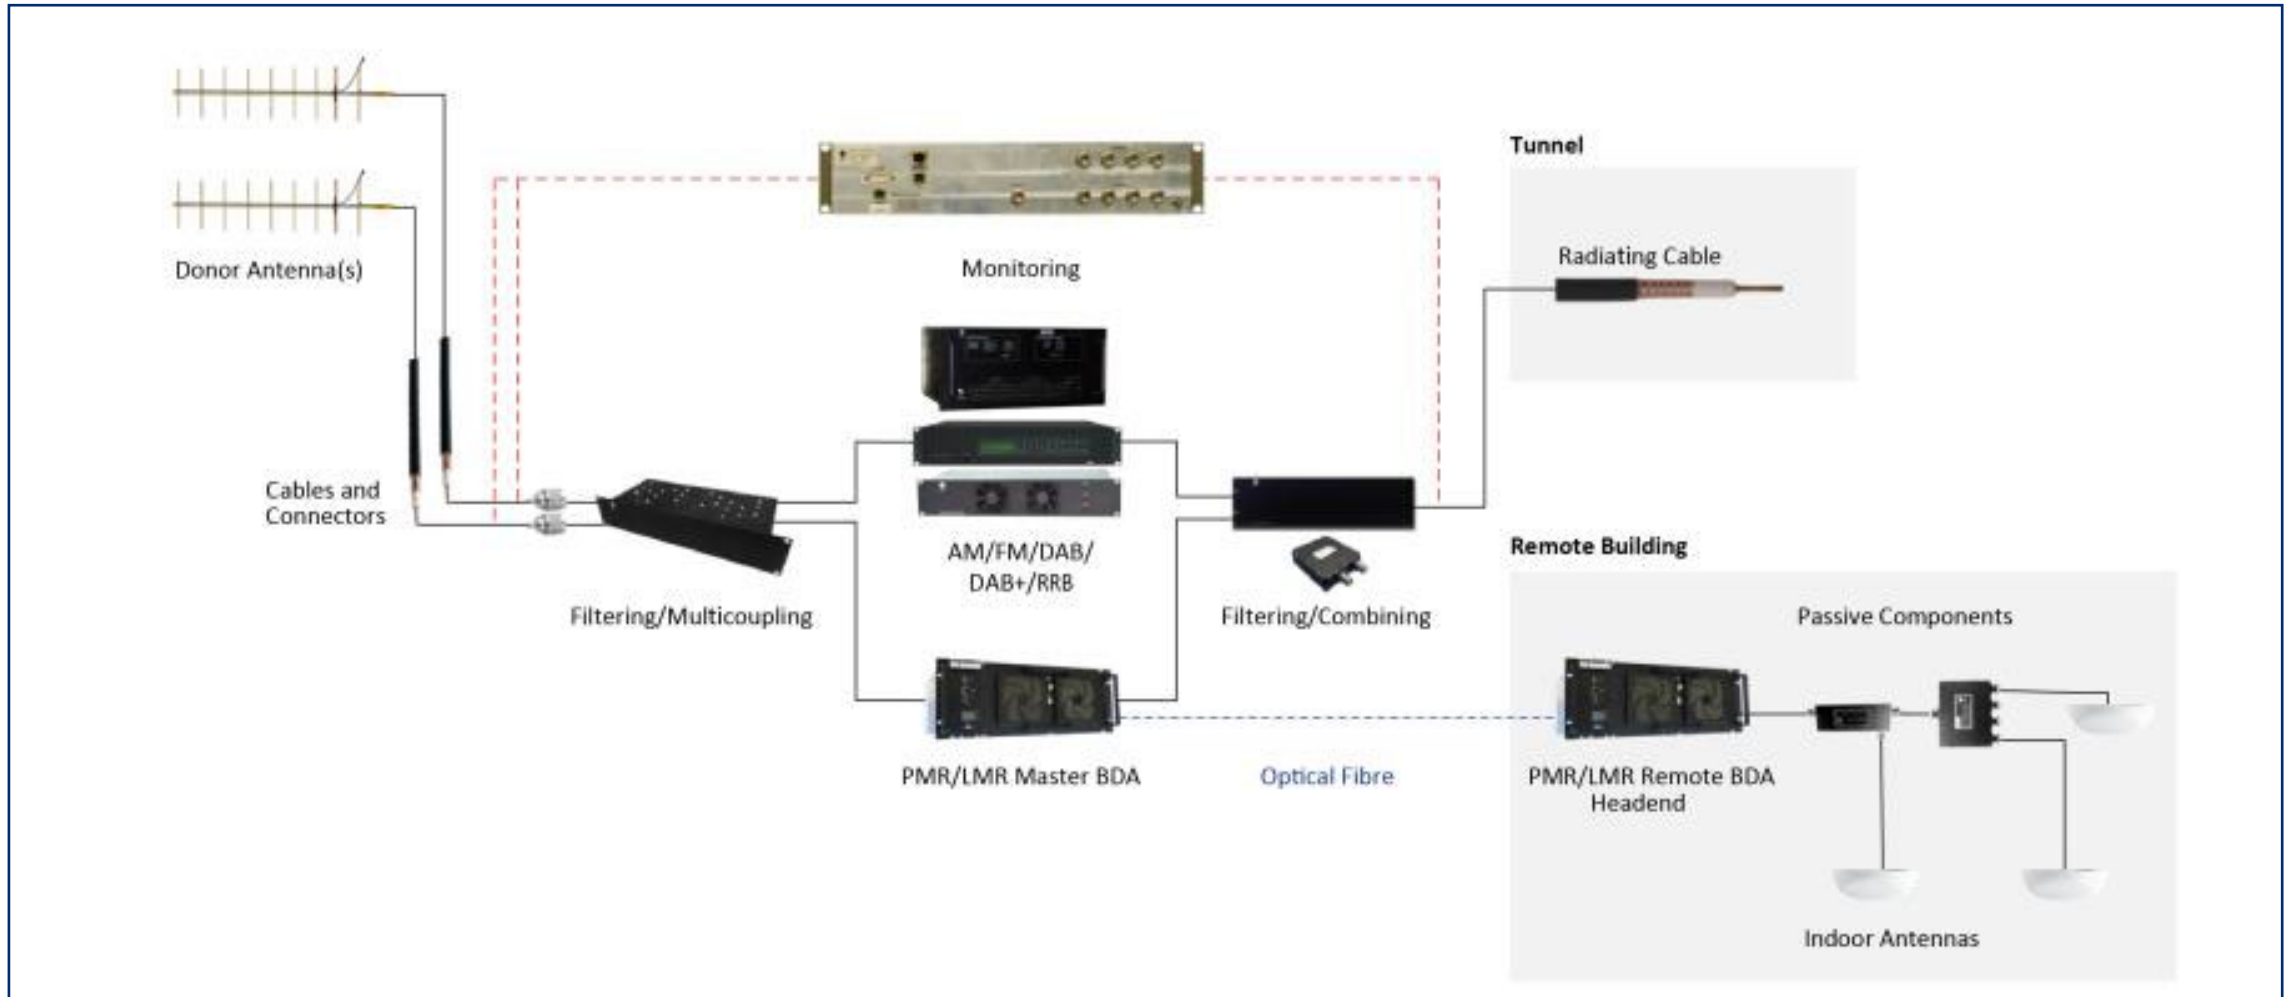 Tunnel
Radiating Cable
Donor Antenna(s)
Monitoring
Cables and
Connectors
AM/FM/DAB/
DAB+/RRB
Filtering/Multicoupling
Filtering/Combining
Remote Building
Passive Components
PMR/LMR Master BDA
Optical Fibre
PMR/LMR Remote BDA
Headend
Indoor Antennas